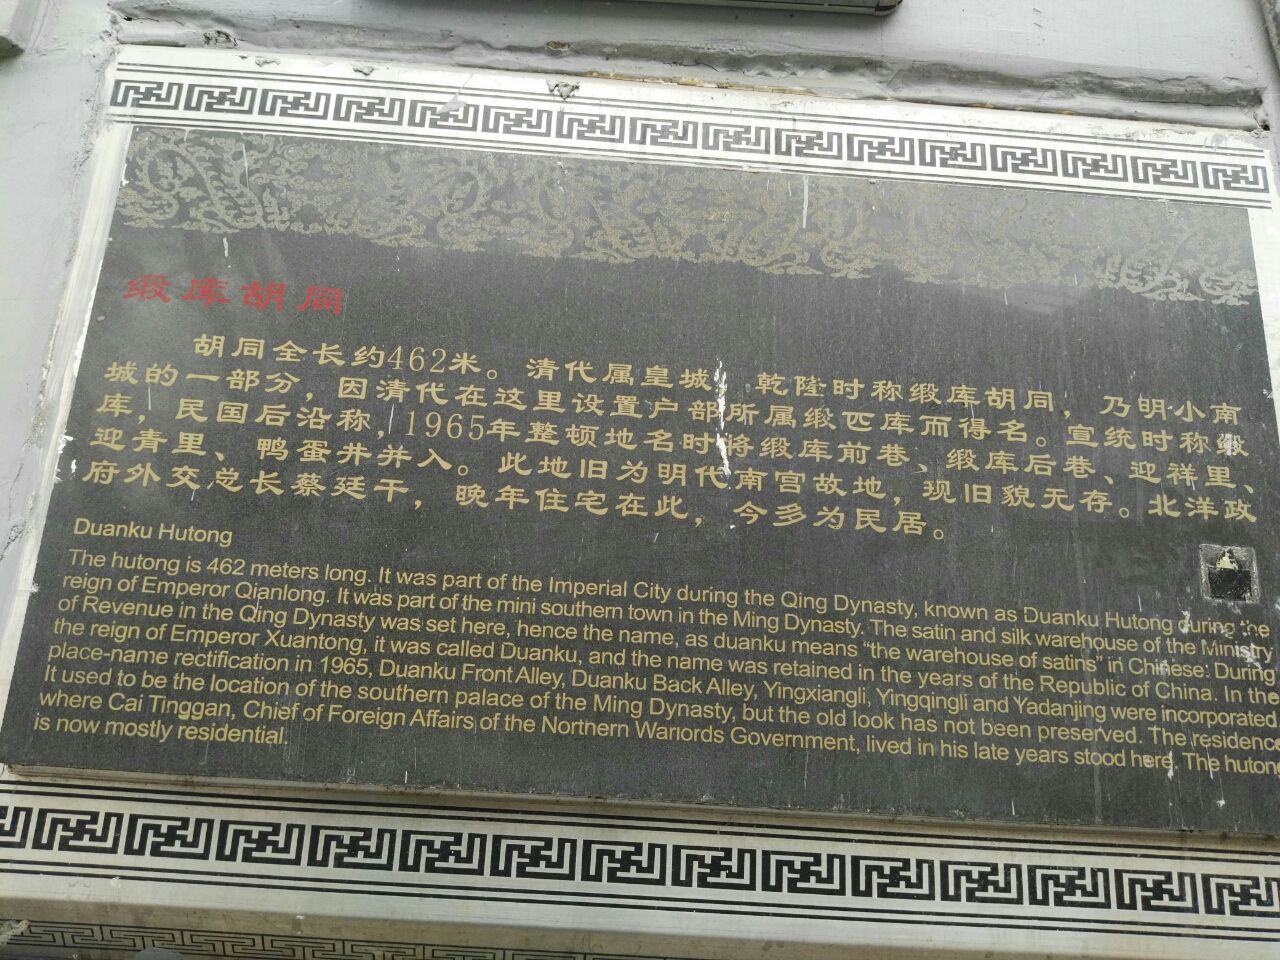 缎库胡同
胡同全长约462米。清代属皇城，乾隆时称缎库胡同，乃明小南
城的一部分，因清代在这里设置户部所属缎匹库而得名。宣统时称缎
库，民国后沿称，1965年整顿地名时将缎库前巷、缎库后巷、迎祥里、
迎青里、鸭蛋井并入。此地旧为明代南宫故地，现旧貌无存。北洋政
府外交总长蔡廷干，晚年住宅在此，今多为民居。
Duanku Hutong
The hutong is 462 meters long. It was part of the Imperial City during the Qing Dynasty, known as Duanku Hutong during the
reign of Emperor Qianlong. It was part of the mini southern town in the Ming Dynasty. The satin and silk warehouse of the Ministry
of Revenue in the Qing Dynasty was set here, hence the name, as duanku means "the warehouse of satins" in Chinese. During
the reign of Emperor Xuantong, it was called Duanku, and the name was retained in the years of the Republic of China. In the
place-name rectification in 1965, Duanku Front Alley, Duanku Back Alley, Yingxiangli, Yingqingli and Yadanjing were incorporated.
It used to be the location of the southern palace of the Ming Dynasty, but the old look has not been preserved. The residence
where Cai Tinggan, Chief of Foreign Affairs of the Northern Warlords Government, lived in his late years stood here. The hutong
is now mostly residential.